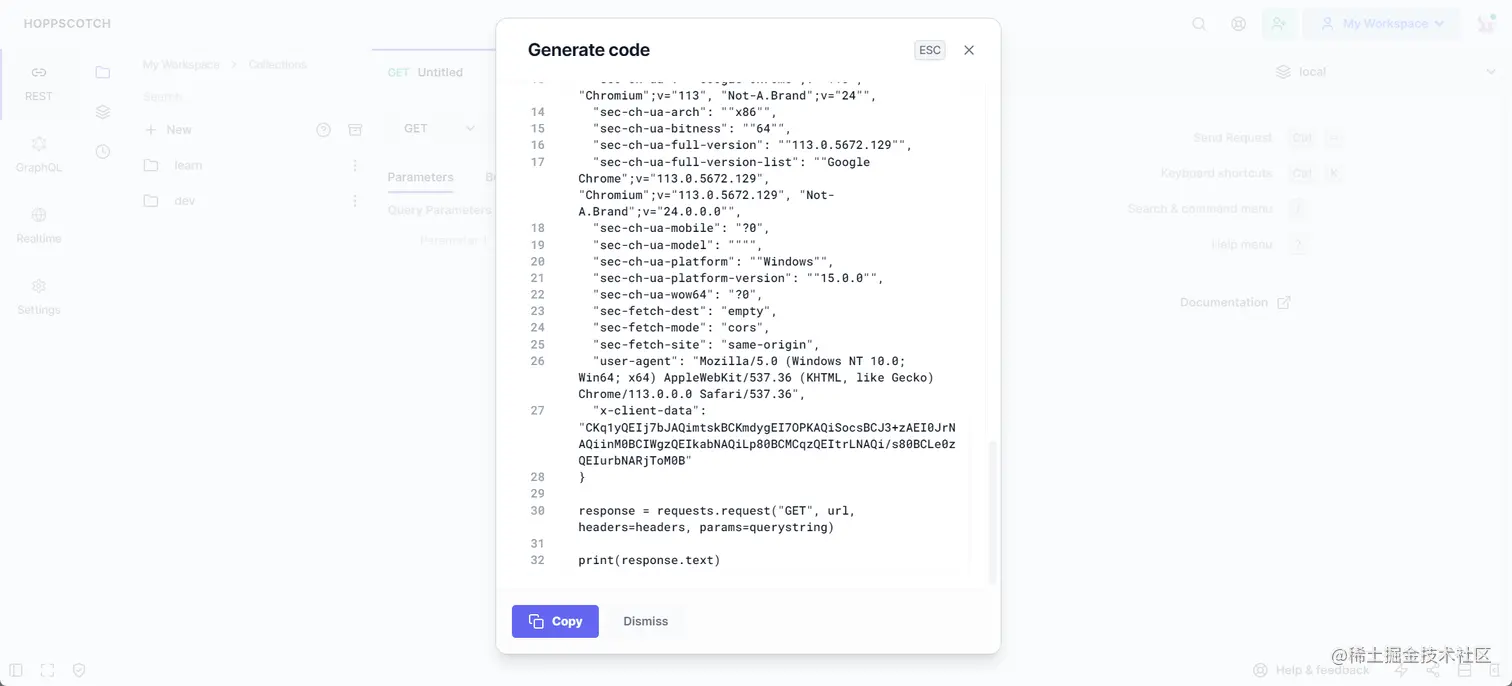 HOPPSCOTCH
My Workspace
REST
GraphQL
Realtime
Settings
My Workspace > Collections
Search
New
learn
dev
GET Untitled
GET
Parameters
Query Parameters
Parameter 1
local
Send Request Ctrl
Keyboard shortcuts Ctrl K
Search & command menu /
Help menu ?
Documentation
Generate code
ESC
"Chromium";v="113", "Not-A.Brand";v="24"",
14 "sec-ch-ua-arch": ""x86"",
15 "sec-ch-ua-bitness": ""64"",
16 "sec-ch-ua-full-version": ""113.0.5672.129"",
17 "sec-ch-ua-full-version-list": ""Google
Chrome";v="113.0.5672.129",
"Chromium";v="113.0.5672.129", "Not-
A.Brand";v="24.0.0.0"",
18 "sec-ch-ua-mobile": "?0",
19 "sec-ch-ua-model": """",
20 "sec-ch-ua-platform": ""Windows"",
21 "sec-ch-ua-platform-version": ""15.0.0"",
22 "sec-ch-ua-wow64": "?0",
23 "sec-fetch-dest": "empty",
24 "sec-fetch-mode": "cors",
25 "sec-fetch-site": "same-origin",
26 "user-agent": "Mozilla/5.0 (Windows NT 10.0;
Win64; x64) AppleWebKit/537.36 (KHTML, like Gecko)
Chrome/113.0.0.0 Safari/537.36",
27 "x-client-data":
"CKq1yQEIj7bJAQimtskBCKmdygEI7OPKAQiSocsBCJ3+zAEI0JrN
AQiinM0BCIWgzQEIkabNAQiLp80BCMCqzQEItrLNAQi/s80BCLe0z
QEIurbNARjToM0B"
28 }
29
30 response = requests.request("GET", url,
headers=headers, params=querystring)
31
32 print(response.text)
Copy
Dismiss
Help & feedback
@稀土掘金技术社区